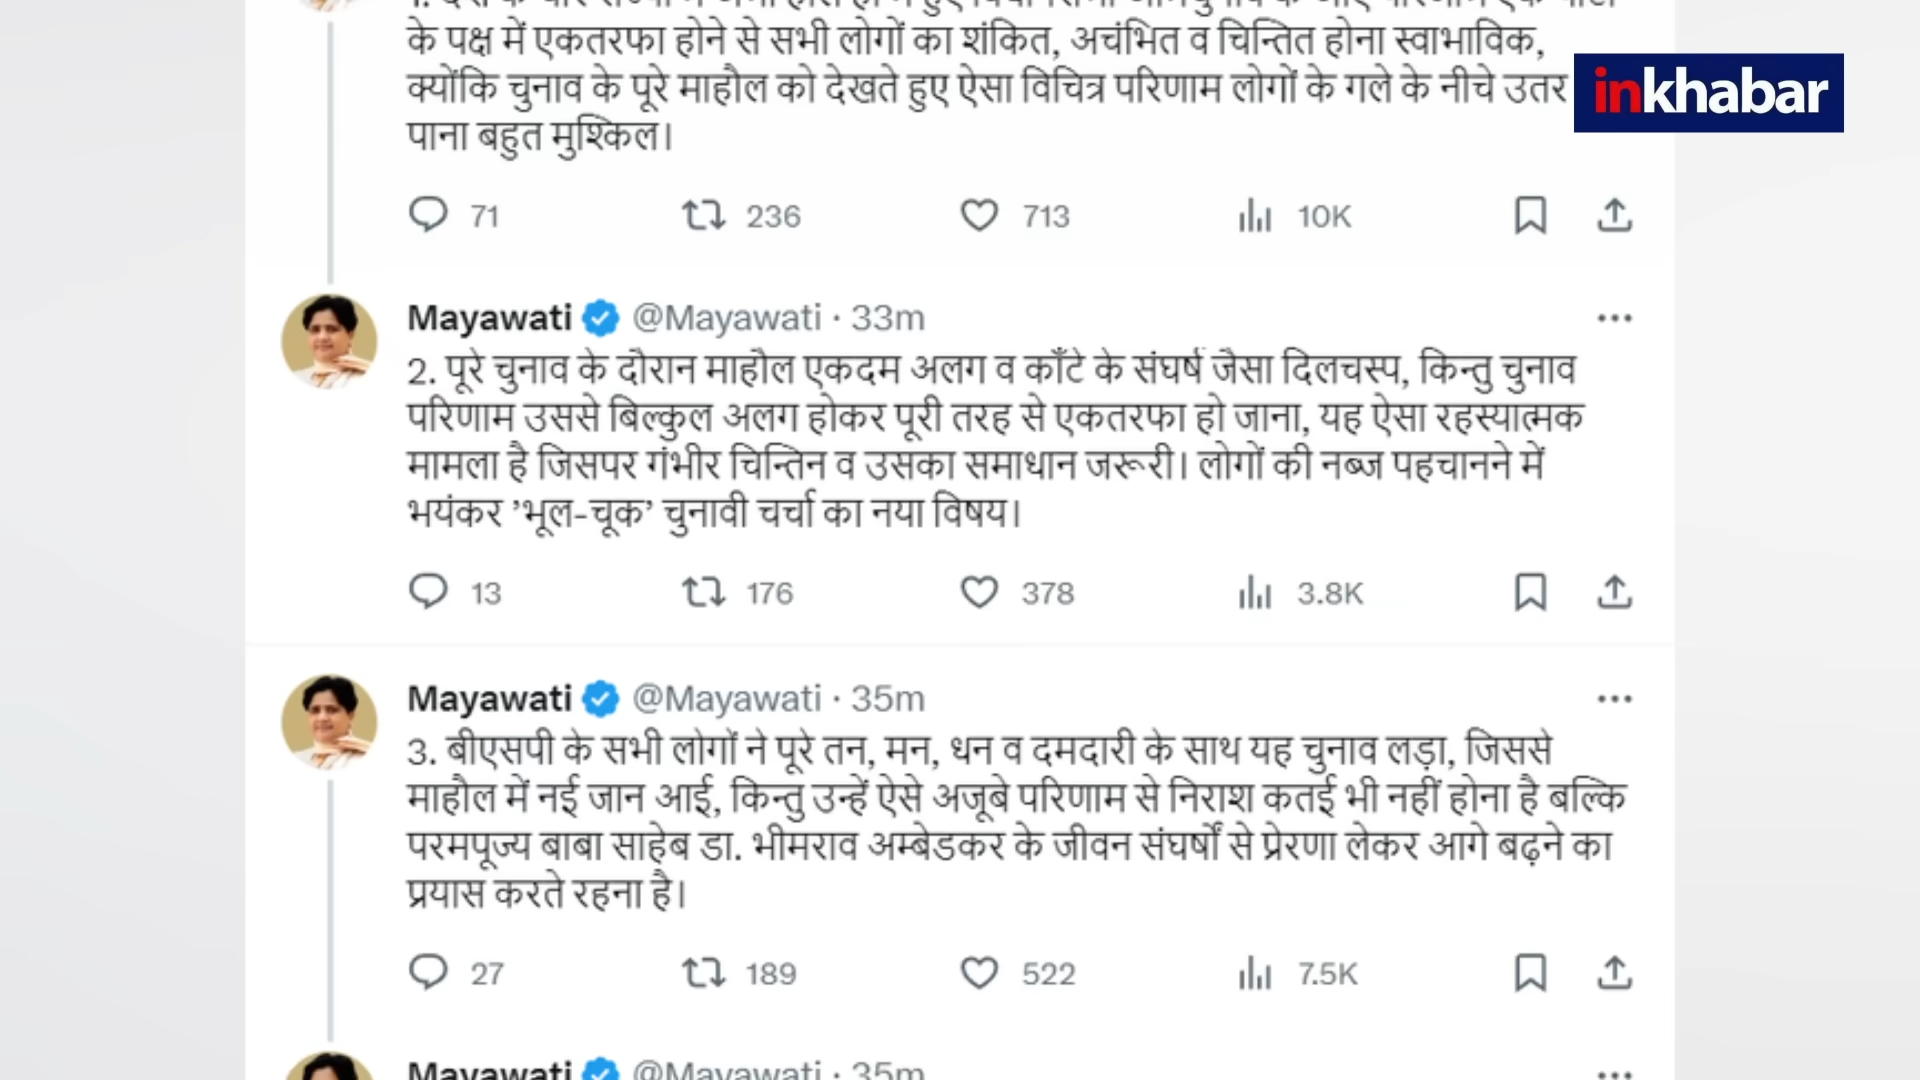 के पक्ष में एकतरफा होने से सभी लोगों का शंकित, अचंभित व चिन्तित होना स्वाभाविक,
क्योंकि चुनाव के पूरे माहौल को देखते हुए ऐसा विचित्र परिणाम लोगों के गले के नीचे उतर
पाना बहुत मुश्किल।
inkhabar
71 236 713 10K
Mayawati @Mayawati · 33m
2. पूरे चुनाव के दौरान माहौल एकदम अलग व काँटे के संघर्ष जैसा दिलचस्प, किन्तु चुनाव
परिणाम उससे बिल्कुल अलग होकर पूरी तरह से एकतरफा हो जाना, यह ऐसा रहस्यात्मक
मामला है जिसपर गंभीर चिन्तिन व उसका समाधान जरूरी। लोगों की नब्ज पहचानने में
भयंकर ’भूल-चूक’ चुनावी चर्चा का नया विषय।
13 176 378 3.8K
Mayawati @Mayawati · 35m
3. बीएसपी के सभी लोगों ने पूरे तन, मन, धन व दमदारी के साथ यह चुनाव लड़ा, जिससे
माहौल में नई जान आई, किन्तु उन्हें ऐसे अजूबे परिणाम से निराश कतई भी नहीं होना है बल्कि
परमपूज्य बाबा साहेब डा. भीमराव अम्बेडकर के जीवन संघर्षों से प्रेरणा लेकर आगे बढ़ने का
प्रयास करते रहना है।
27 189 522 7.5K
Mayawati @Mayawati · 35m